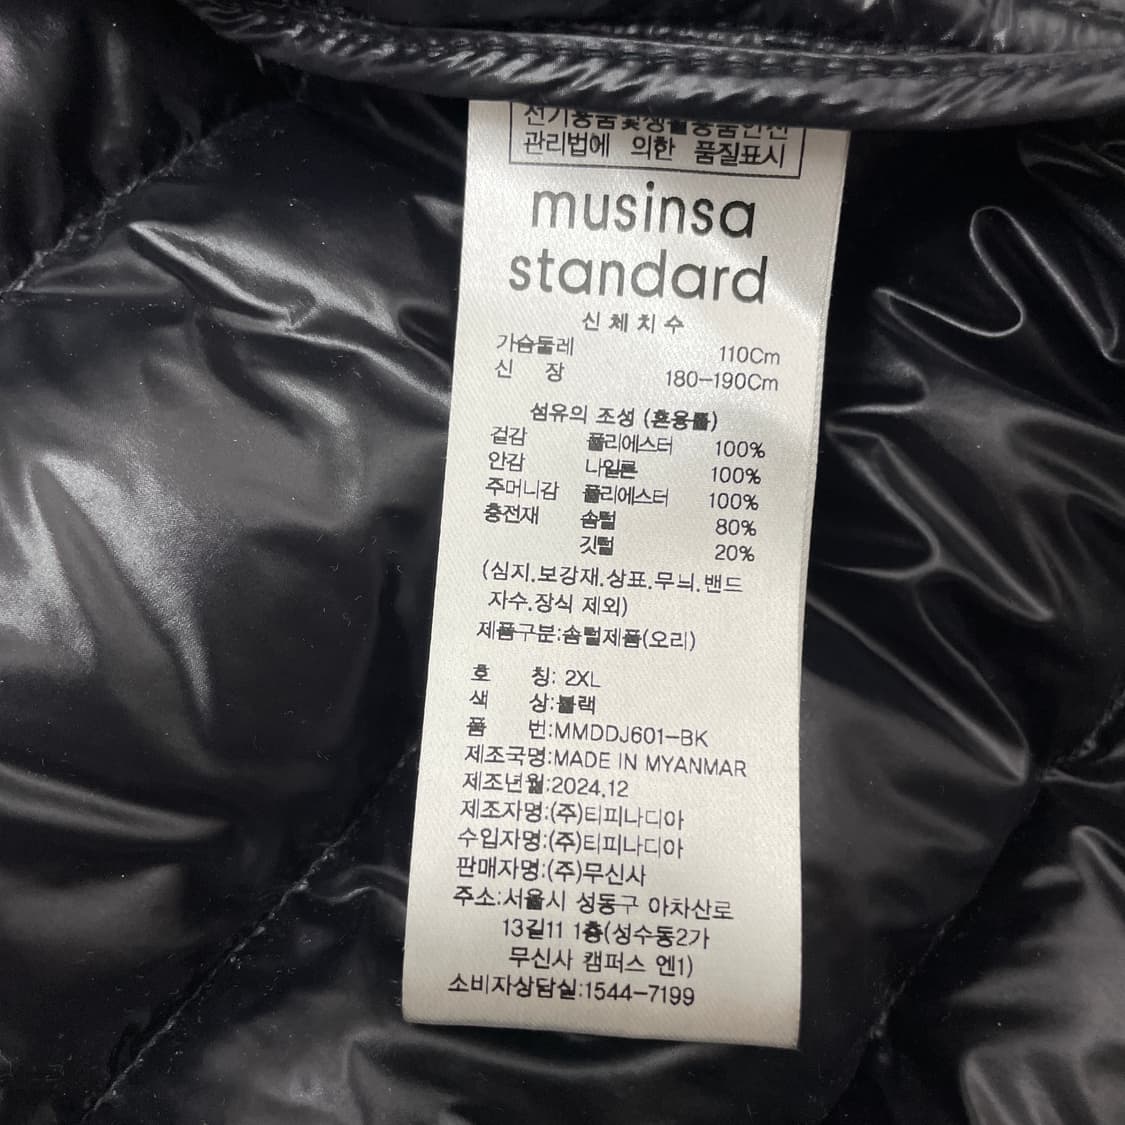 전기용품및생활용품안전
관리법에 의한 품질표시
musinsa
standard
신체치수
가슴둘레 110Cm
신 장 180-190Cm
섬유의 조성 (혼용률)
겉감 폴리에스터 100%
안감 나일론 100%
주머니감 폴리에스터 100%
충전재 솜털 80%
깃털 20%
(심지.보강재.상표.무늬.밴드
자수.장식 제외)
제품구분:솜털제품(오리)
호 칭: 2XL
색 상:블랙
품 번:MMDDJ601-BK
제조국명:MADE IN MYANMAR
제조년월:2024.12
제조자명:(주)티피나디아
수입자명:(주)티피나디아
판매자명:(주)무신사
주소:서울시 성동구 아차산로
13길11 1층(성수동2가
무신사 캠퍼스 엔1)
소비자상담실:1544-7199